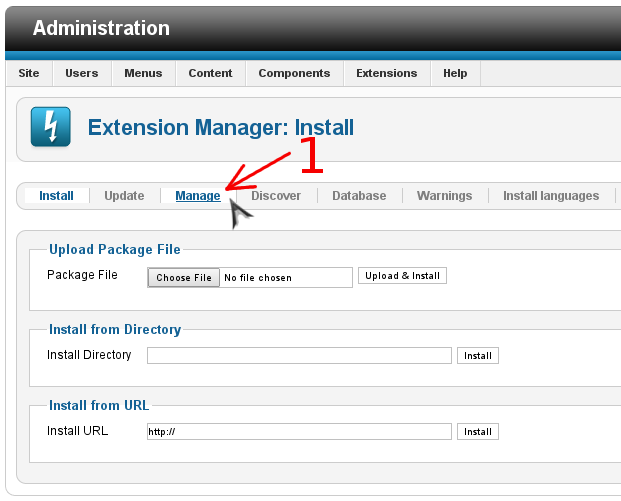 Administration
Site Users Menus Content Components Extensions Help
Extension Manager: Install
1
Install Update Manage Discover Database Warnings Install languages
Upload Package File
Package File Choose File No file chosen Upload & Install
Install from Directory
Install Directory Install
Install from URL
Install URL http:// Install